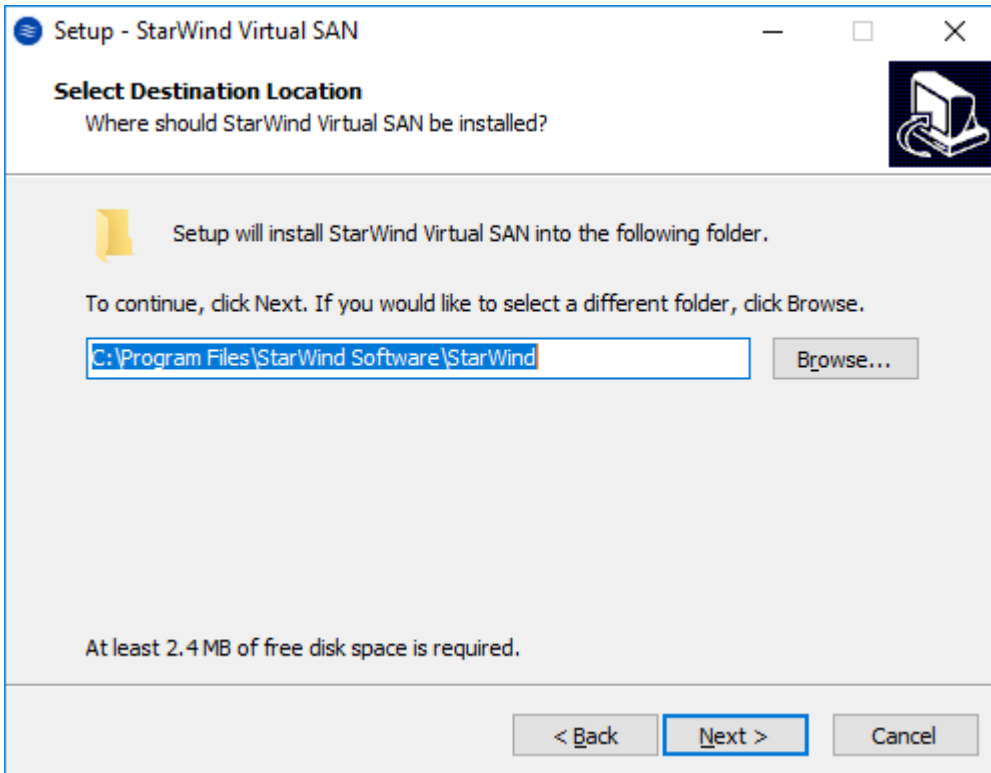 Setup - StarWind Virtual SAN
Select Destination Location
Where should StarWind Virtual SAN be installed?
Setup will install StarWind Virtual SAN into the following folder.
To continue, click Next. If you would like to select a different folder, click Browse.
C:\Program Files\StarWind Software\StarWind
Browse...
At least 2.4 MB of free disk space is required.
< Back
Next >
Cancel